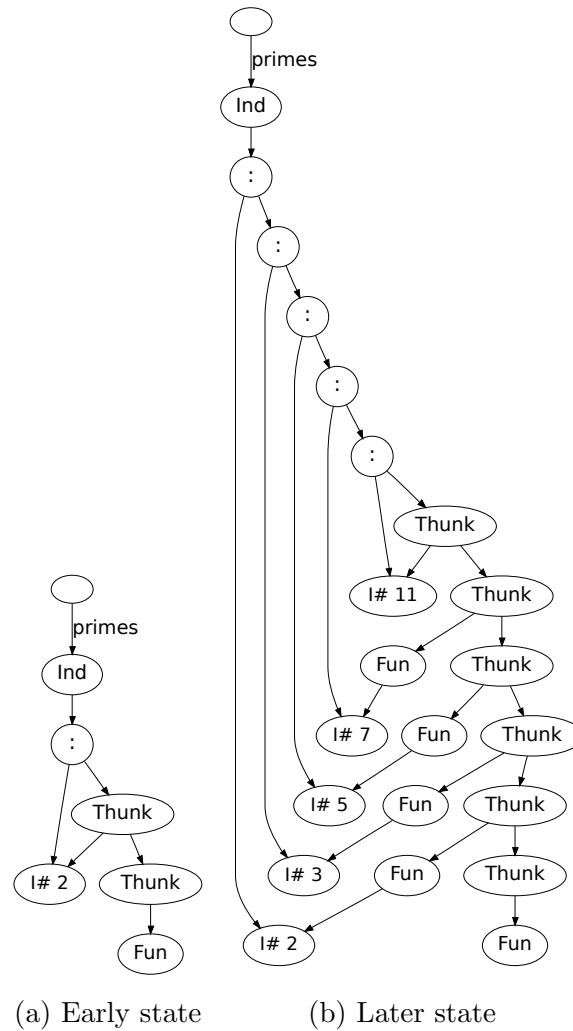 primes
Ind
:
:
:
:
:
Thunk
I# 11
Thunk
Fun
Thunk
I# 7
Fun
Thunk
I# 5
Fun
Thunk
I# 3
Fun
Thunk
I# 2
Fun
primes
Ind
:
Thunk
I# 2
Thunk
Fun
(a) Early state
(b) Later state